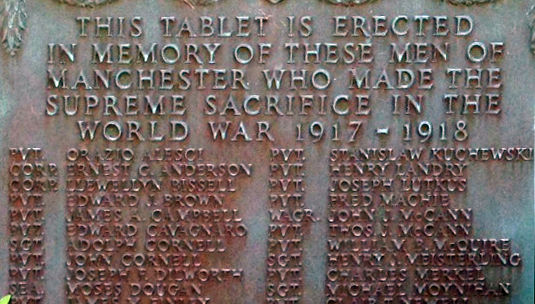 THIS TABLET IS ERECTED
IN MEMORY OF THESE MEN OF
MANCHESTER WHO MADE THE
SUPREME SACRIFICE IN THE
WORLD WAR 1917 - 1918
PVT. ORAZIO ALESCI
CORP. ERNEST G. ANDERSON
CORP. LLEWELLYN BISSELL
PVT. EDWARD J. BROWN
PVT. JAMES A. CAMPBELL
PVT. EDWARD CAVAGNARO
SGT. ADOLPH CORNELL
PVT. JOHN CORNELL
PVT. JOSEPH P. DILWORTH
SEA. MOSES DOUGAN
PVT. STANISLAW KUCHEWSKI
PVT. HENRY LANDRY
PVT. JOSEPH LUTKUS
PVT. FRED MACHIE
WAGR. JOHN J. McCANN
PVT. THOS. J. McCANN
PVT. WILLIAM P. McGUIRE
SGT. HENRY MEISTERLING
PVT. CHARLES MERKEL
SGT. MICHAEL MOYNIHAN